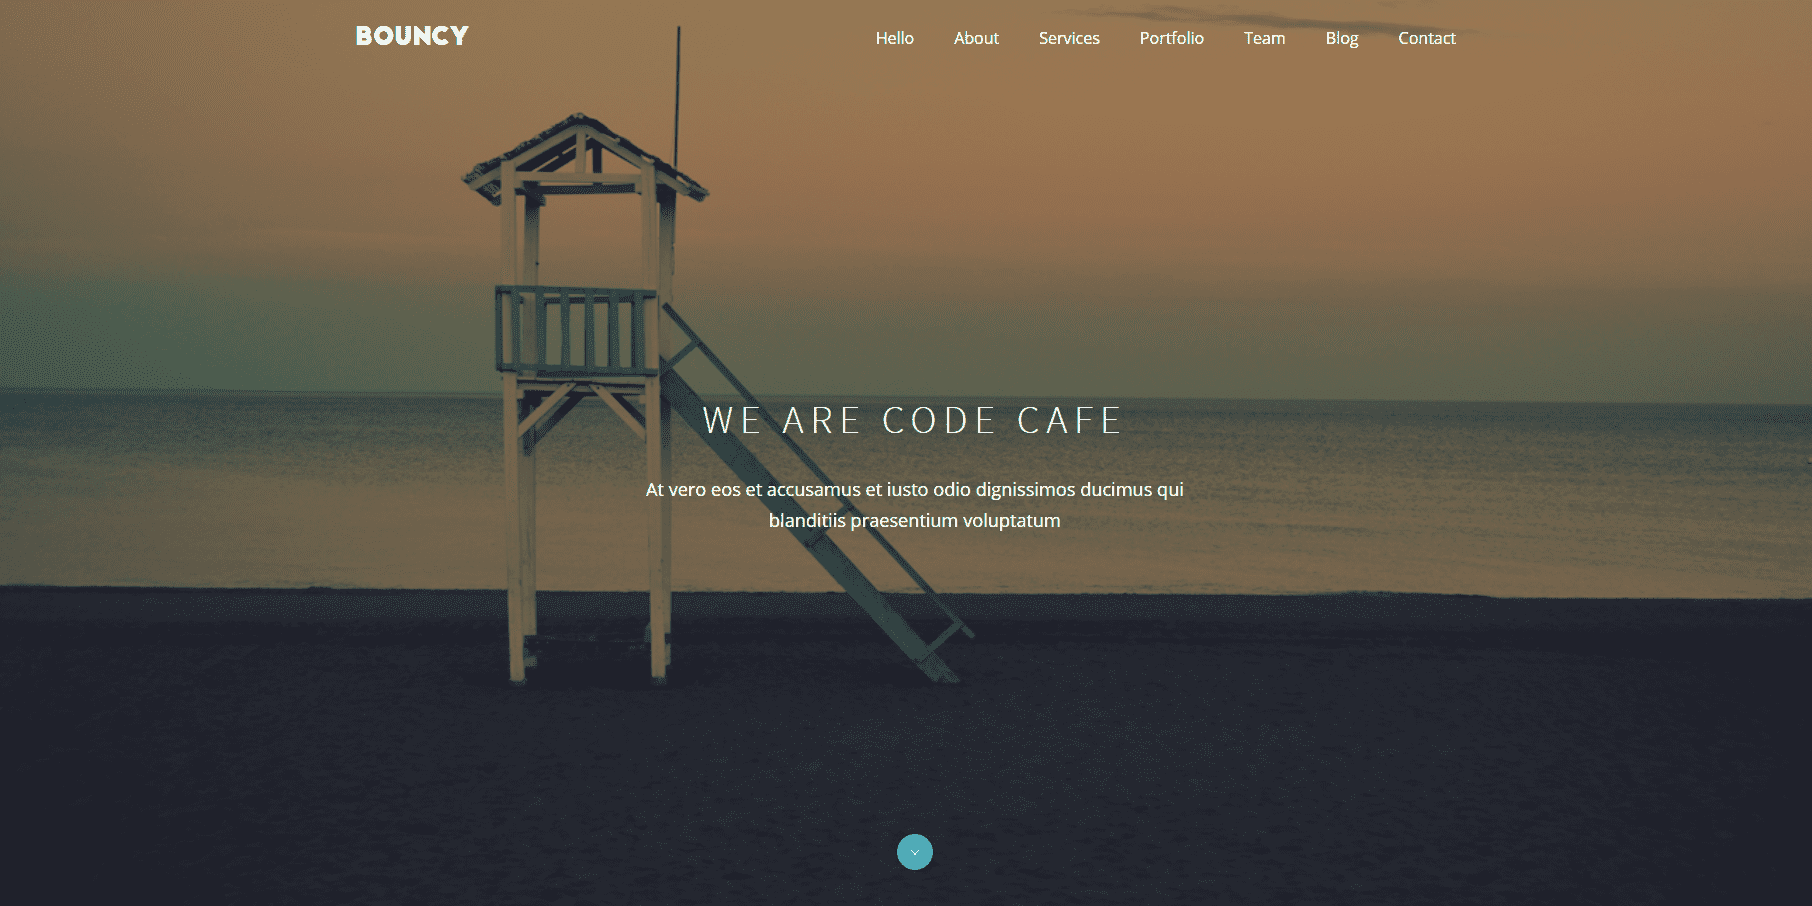 BOUNCY
Hello About Services Portfolio Team Blog Contact
WE ARE CODE CAFE
At vero eos et accusamus et iusto odio dignissimos ducimus qui
blanditiis praesentium voluptatum